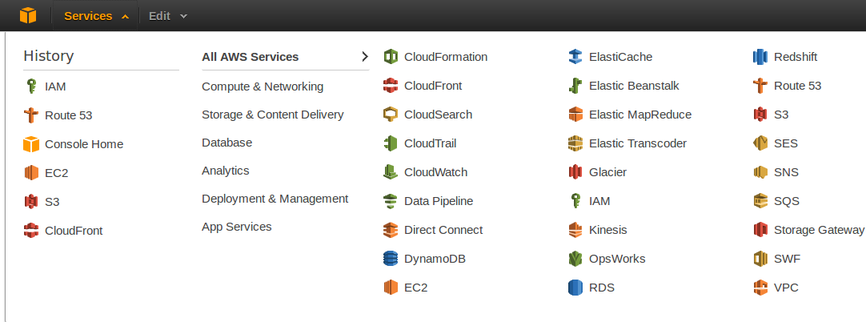 Services Edit
History
IAM
Route 53
Console Home
EC2
S3
CloudFront
All AWS Services
Compute & Networking
Storage & Content Delivery
Database
Analytics
Deployment & Management
App Services
CloudFormation
CloudFront
CloudSearch
CloudTrail
CloudWatch
Data Pipeline
Direct Connect
DynamoDB
EC2
ElastiCache
Elastic Beanstalk
Elastic MapReduce
Elastic Transcoder
Glacier
IAM
Kinesis
OpsWorks
RDS
Redshift
Route 53
S3
SES
SNS
SQS
Storage Gateway
SWF
VPC